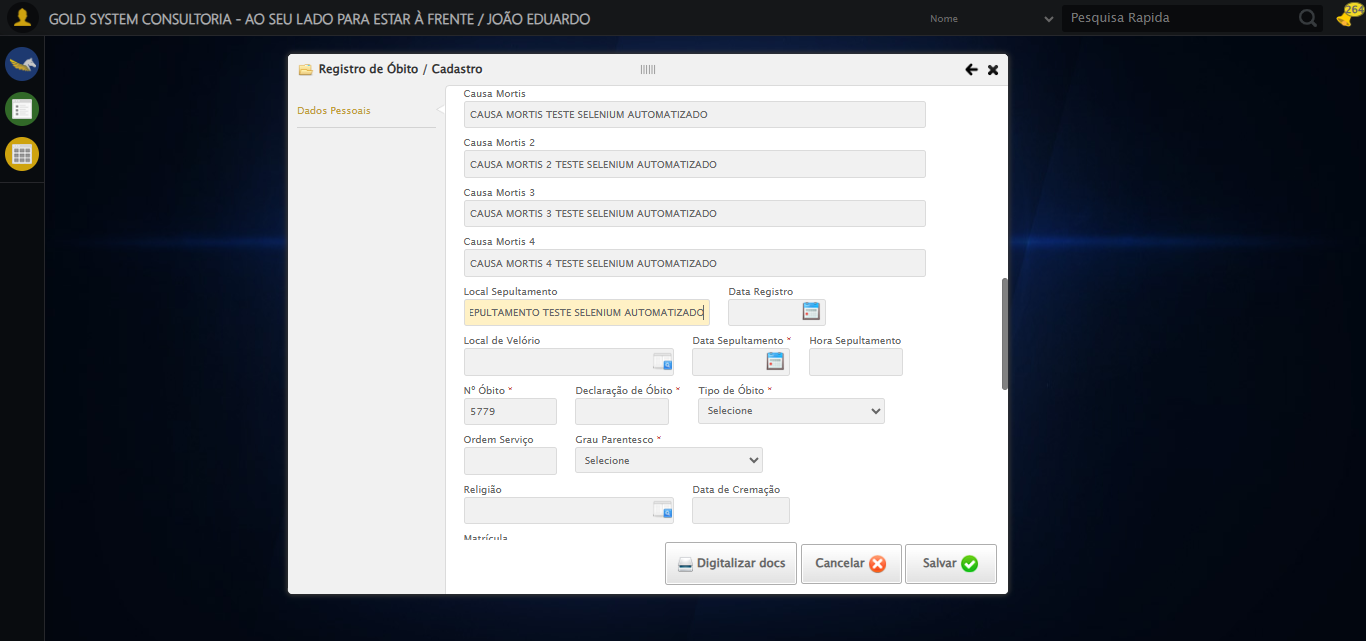 GOLD SYSTEM CONSULTORIA - AO SEU LADO PARA ESTAR À FRENTE / JOÃO EDUARDO
Nome
Pesquisa Rapida
264
Registro de Óbito / Cadastro
Dados Pessoais
Causa Mortis
CAUSA MORTIS TESTE SELENIUM AUTOMATIZADO
Causa Mortis 2
CAUSA MORTIS 2 TESTE SELENIUM AUTOMATIZADO
Causa Mortis 3
CAUSA MORTIS 3 TESTE SELENIUM AUTOMATIZADO
Causa Mortis 4
CAUSA MORTIS 4 TESTE SELENIUM AUTOMATIZADO
Local Sepultamento Data Registro
EPULTAMENTO TESTE SELENIUM AUTOMATIZADO
Local de Velório Data Sepultamento * Hora Sepultamento
Nº Óbito * Declaração de Óbito * Tipo de Óbito *
5779 Selecione
Ordem Serviço Grau Parentesco *
Selecione
Religião Data de Cremação
Matrícula
Digitalizar docs Cancelar Salvar